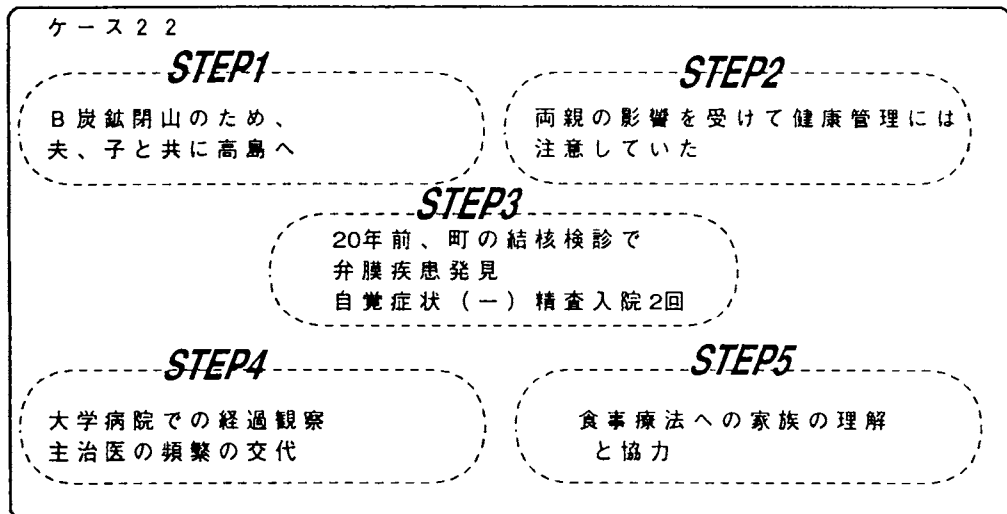 ケース22
STEP1
B炭鉱閉山のため、
夫、子と共に高島へ
STEP2
両親の影響を受けて健康管理には
注意していた
STEP3
20年前、町の結核検診で
弁膜疾患発見
自覚症状(ー)精査入院2回
STEP4
大学病院での経過観察
主治医の頻繁の交代
STEP5
食事療法への家族の理解
と協力